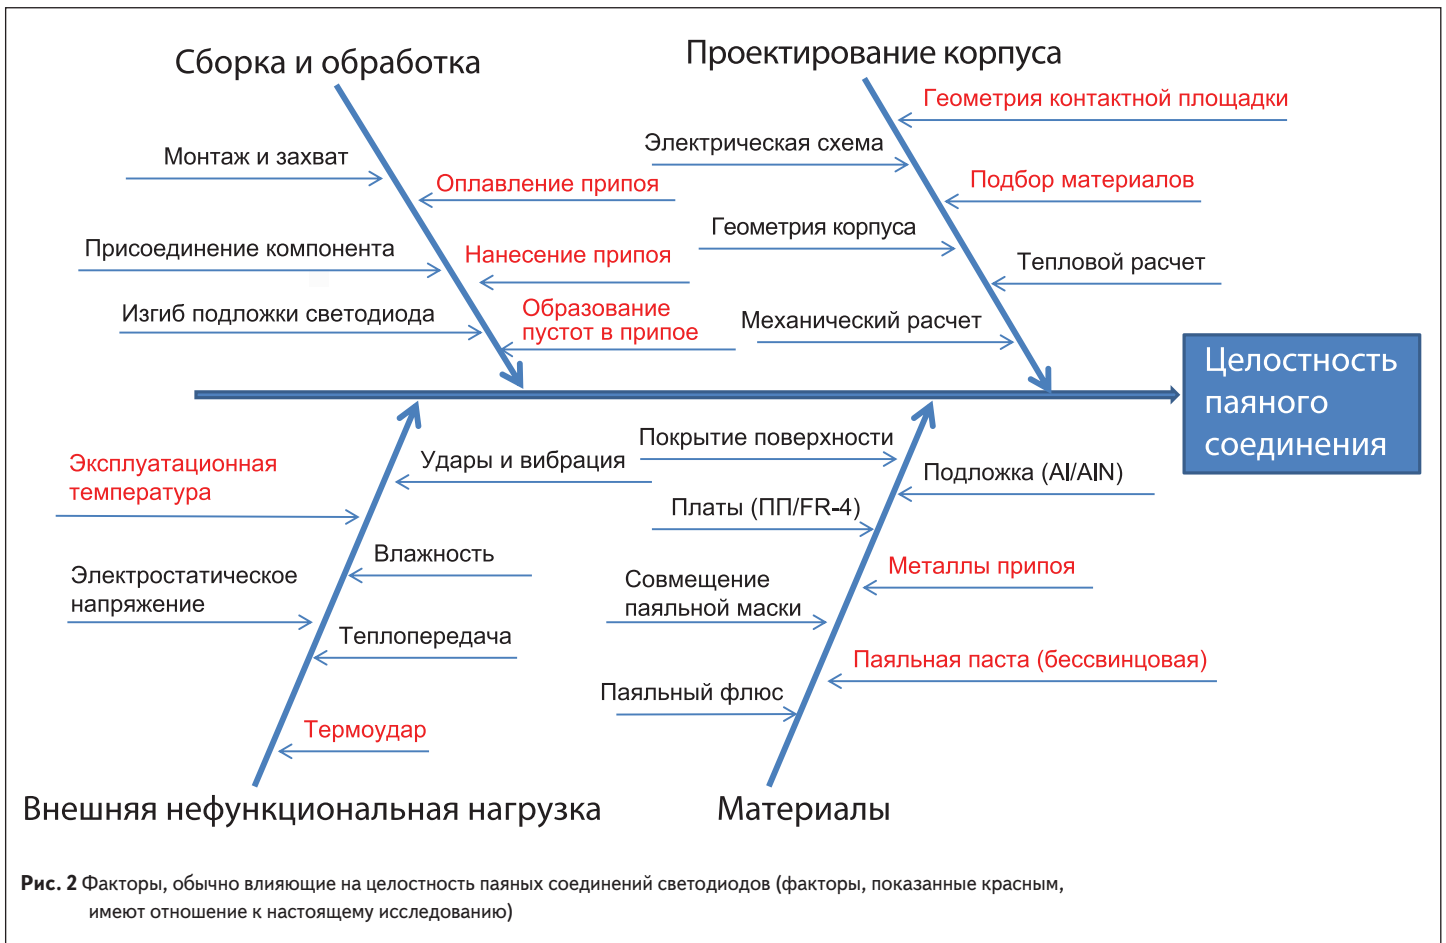 Сборка и обработка
Монтаж и захват
Оплавление припоя
Присоединение компонента
Нанесение припоя
Изгиб подложки светодиода
Образование
пустот в припое
Проектирование корпуса
Геометрия контактной площадки
Электрическая схема
Подбор материалов
Геометрия корпуса
Тепловой расчет
Механический расчет
Целостность
паяного
соединения
Эксплуатационная
температура
Удары и вибрация
Электростатическое
напряжение
Влажность
Теплопередача
Термоудар
Внешняя нефункциональная нагрузка
Покрытие поверхности
Подложка (Al/AlN)
Платы (ПП/FR-4)
Металлы припоя
Совмещение
паяльной маски
Паяльная паста (бессвинцовая)
Паяльный флюс
Материалы
Рис. 2 Факторы, обычно влияющие на целостность паяных соединений светодиодов (факторы, показанные красным,
имеют отношение к настоящему исследованию)